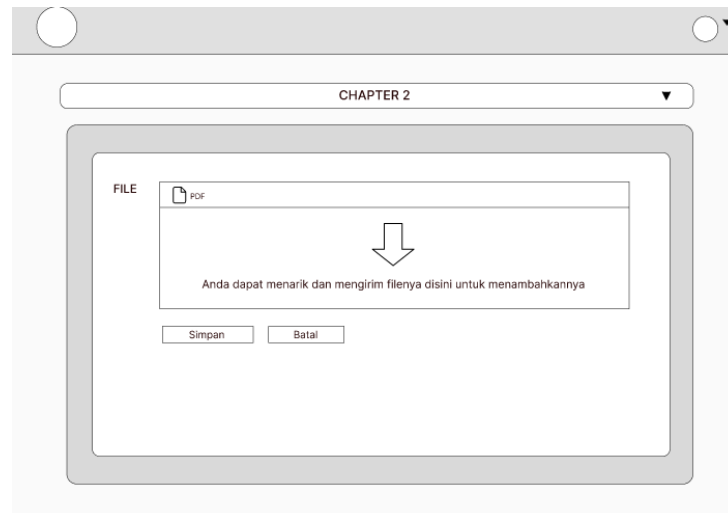 CHAPTER 2
FILE
PDF
Anda dapat menarik dan mengirim filenya disini untuk menambahkannya
Simpan
Batal